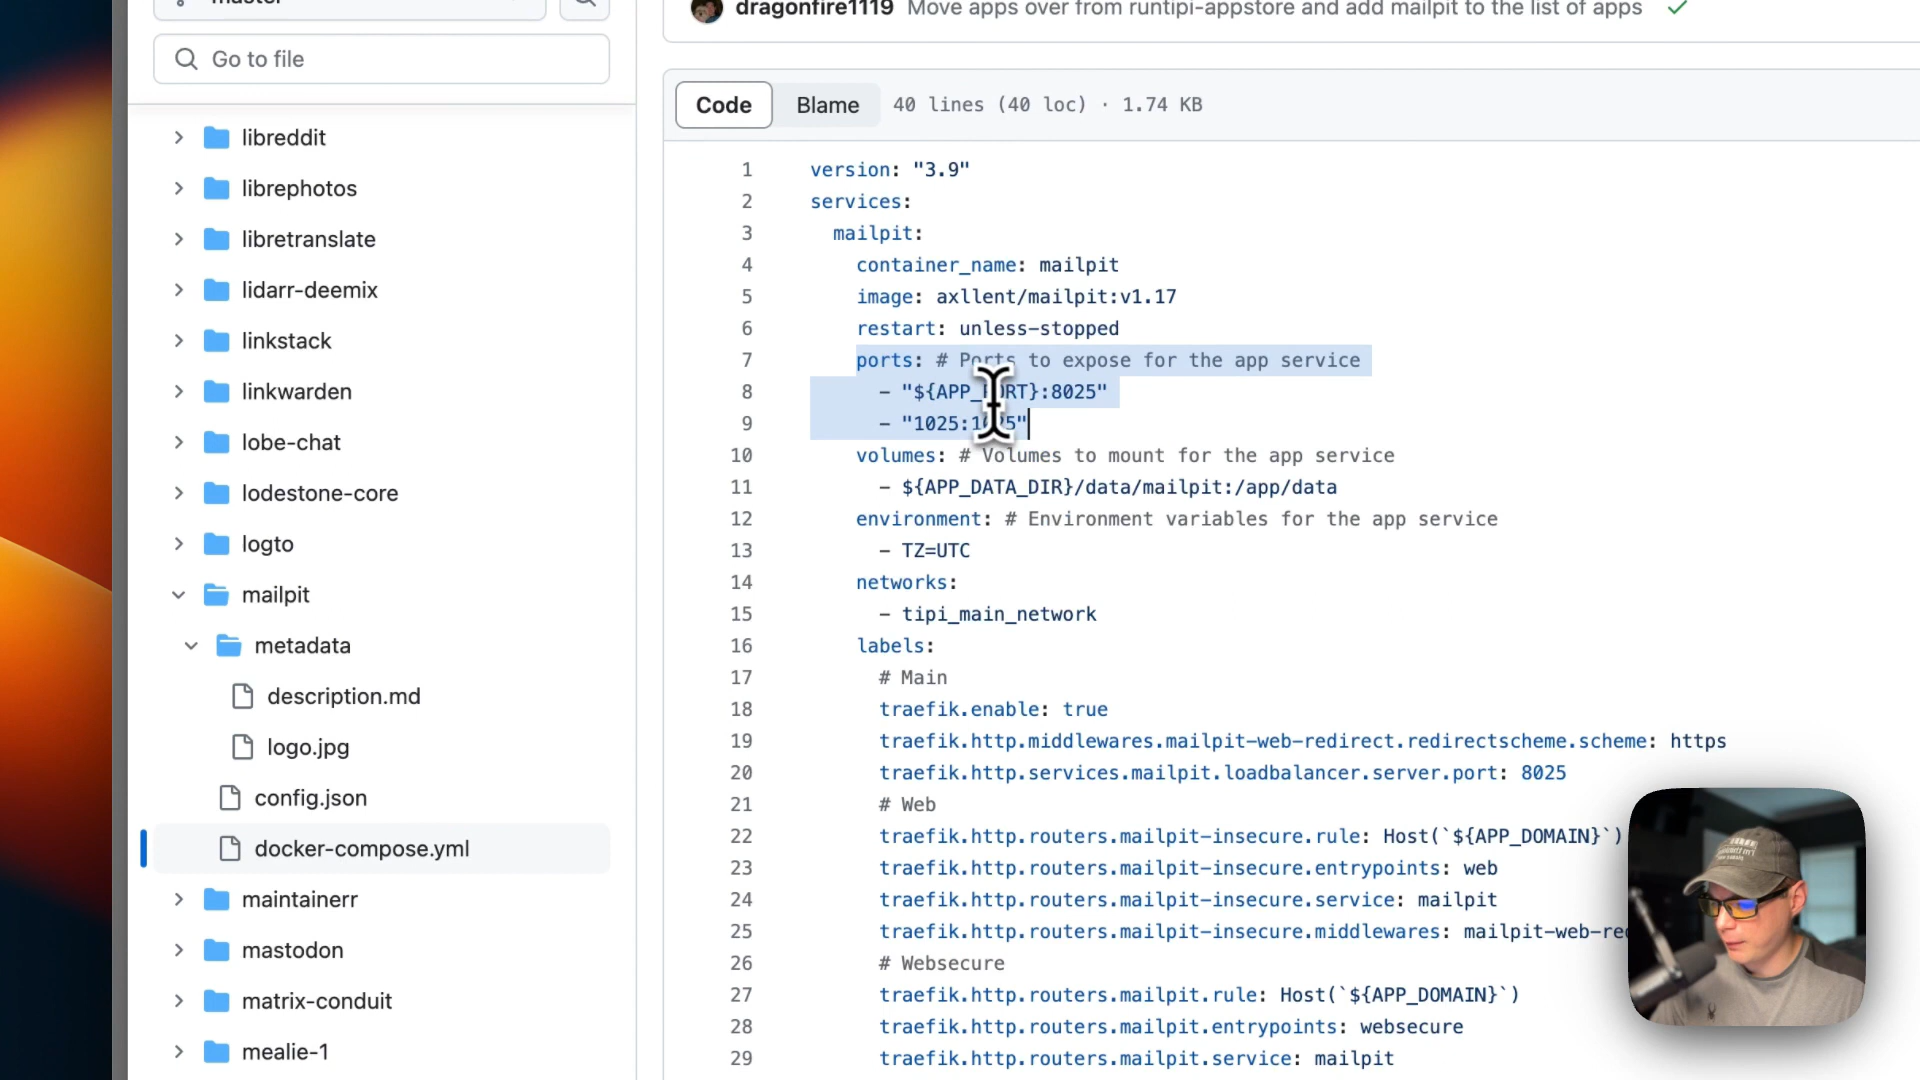 master
Go to file
libreddit
librephotos
libretranslate
lidarr-deemix
linkstack
linkwarden
lobe-chat
lodestone-core
logto
mailpit
metadata
description.md
logo.jpg
config.json
docker-compose.yml
maintainerr
mastodon
matrix-conduit
mealie-1
dragonfire1119 Move apps over from runtipi-appstore and add mailpit to the list of apps
Code Blame 40 lines (40 loc) · 1.74 KB
1 version: "3.9"
2 services:
3 mailpit:
4 container_name: mailpit
5 image: axllent/mailpit:v1.17
6 restart: unless-stopped
7 ports: # Ports to expose for the app service
8 - "${APP_PORT}:8025"
9 - "1025:1025"
10 volumes: # Volumes to mount for the app service
11 - ${APP_DATA_DIR}/data/mailpit:/app/data
12 environment: # Environment variables for the app service
13 - TZ=UTC
14 networks:
15 - tipi_main_network
16 labels:
17 # Main
18 traefik.enable: true
19 traefik.http.middlewares.mailpit-web-redirect.redirectscheme.scheme: https
20 traefik.http.services.mailpit.loadbalancer.server.port: 8025
21 # Web
22 traefik.http.routers.mailpit-insecure.rule: Host(`${APP_DOMAIN}`)
23 traefik.http.routers.mailpit-insecure.entrypoints: web
24 traefik.http.routers.mailpit-insecure.service: mailpit
25 traefik.http.routers.mailpit-insecure.middlewares: mailpit-web-re
26 # Websecure
27 traefik.http.routers.mailpit.rule: Host(`${APP_DOMAIN}`)
28 traefik.http.routers.mailpit.entrypoints: websecure
29 traefik.http.routers.mailpit.service: mailpit